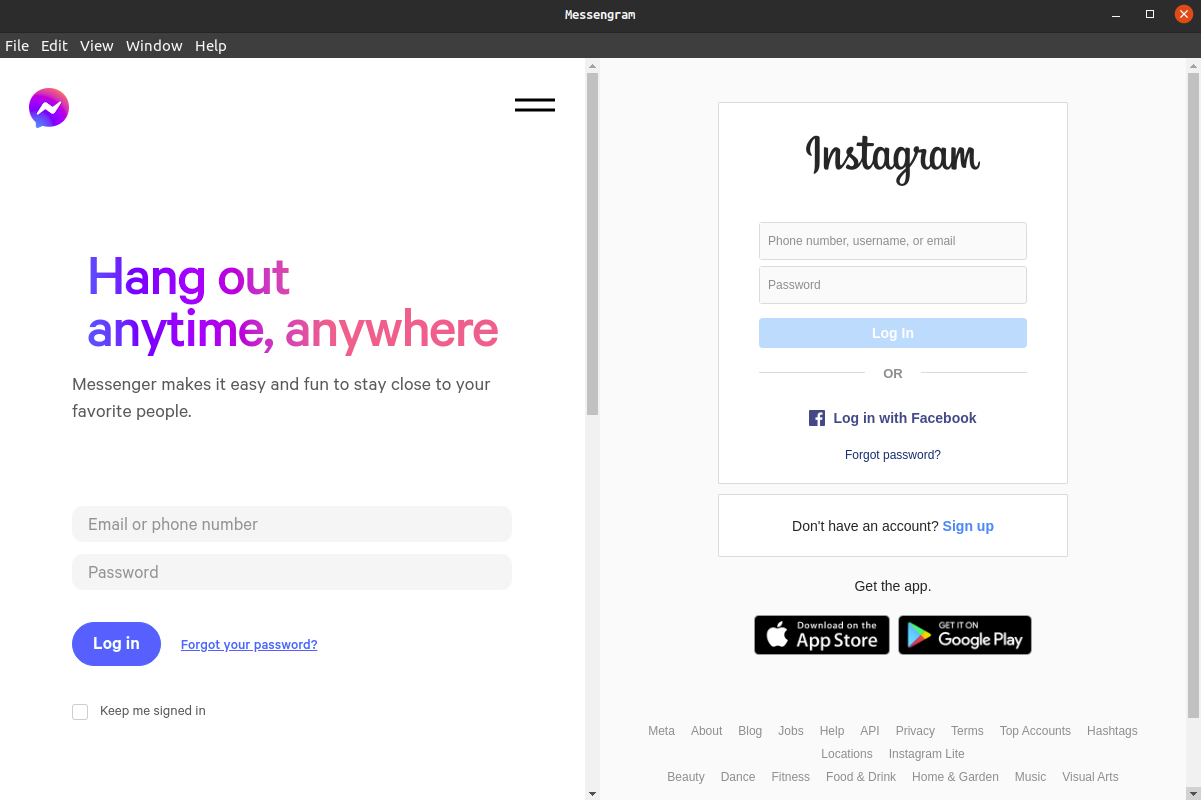 Messengram
File Edit View Window Help
Hang out
anytime, anywhere
Messenger makes it easy and fun to stay close to your
favorite people.
Email or phone number
Password
Log in Forgot your password?
Keep me signed in
Instagram
Phone number, username, or email
Password
Log In
OR
Log in with Facebook
Forgot password?
Don't have an account? Sign up
Get the app.
Download on the
App Store
GET IT ON
Google Play
Meta About Blog Jobs Help API Privacy Terms Top Accounts Hashtags
Locations Instagram Lite
Beauty Dance Fitness Food & Drink Home & Garden Music Visual Arts